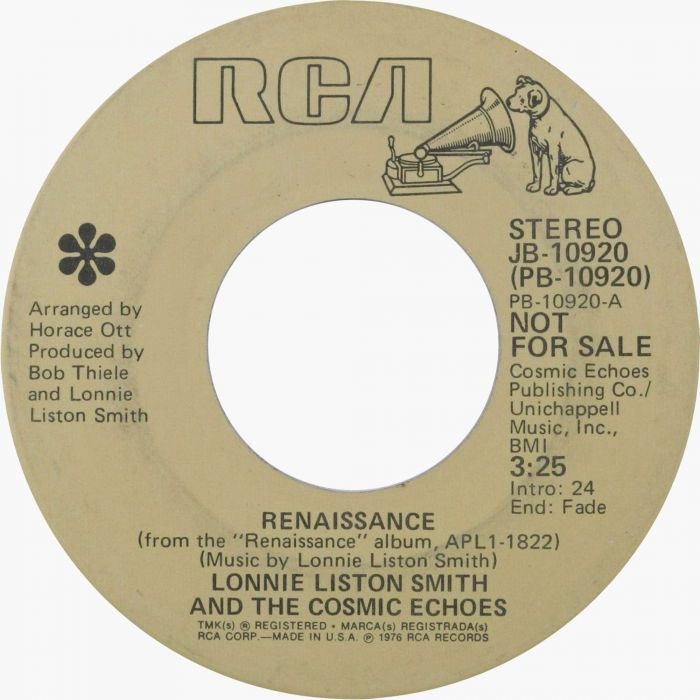 RCA
STEREO
JB-10920
(PB-10920)
PB-10920-A
NOT
FOR SALE
Cosmic Echoes
Publishing Co./
Unichappell
Music, Inc.,
BMI
3:25
Intro: 24
End: Fade
Arranged by
Horace Ott
Produced by
Bob Thiele
and Lonnie
Liston Smith
RENAISSANCE
(from the "Renaissance" album, APL1-1822)
(Music by Lonnie Liston Smith)
LONNIE LISTON SMITH
AND THE COSMIC ECHOES
TMK(s) ® REGISTERED • MARCA(s) REGISTRADA(s)
RCA CORP.—MADE IN U.S.A. ℗ 1976 RCA RECORDS